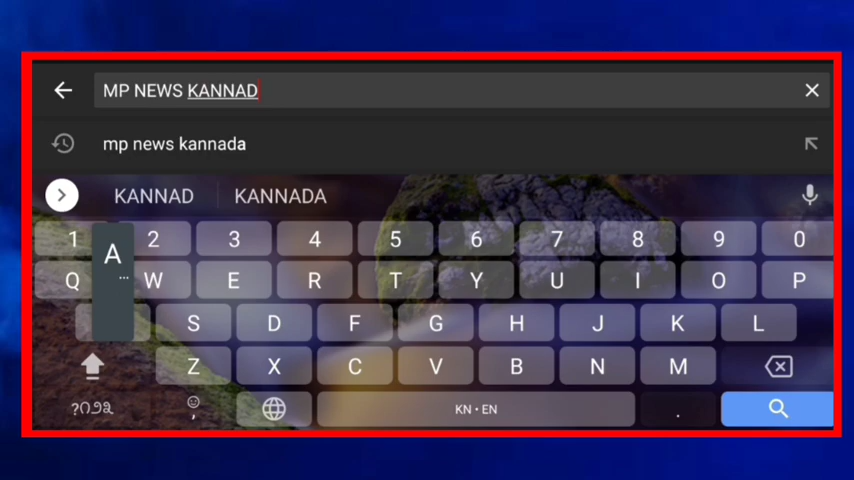 MP NEWS KANNAD
mp news kannada
KANNAD KANNADA
1 2 3 4 5 6 7 8 9 0
Q W E R T Y U I O P
A S D F G H J K L
Z X C V B N M
?೧೨೩ , KN • EN .